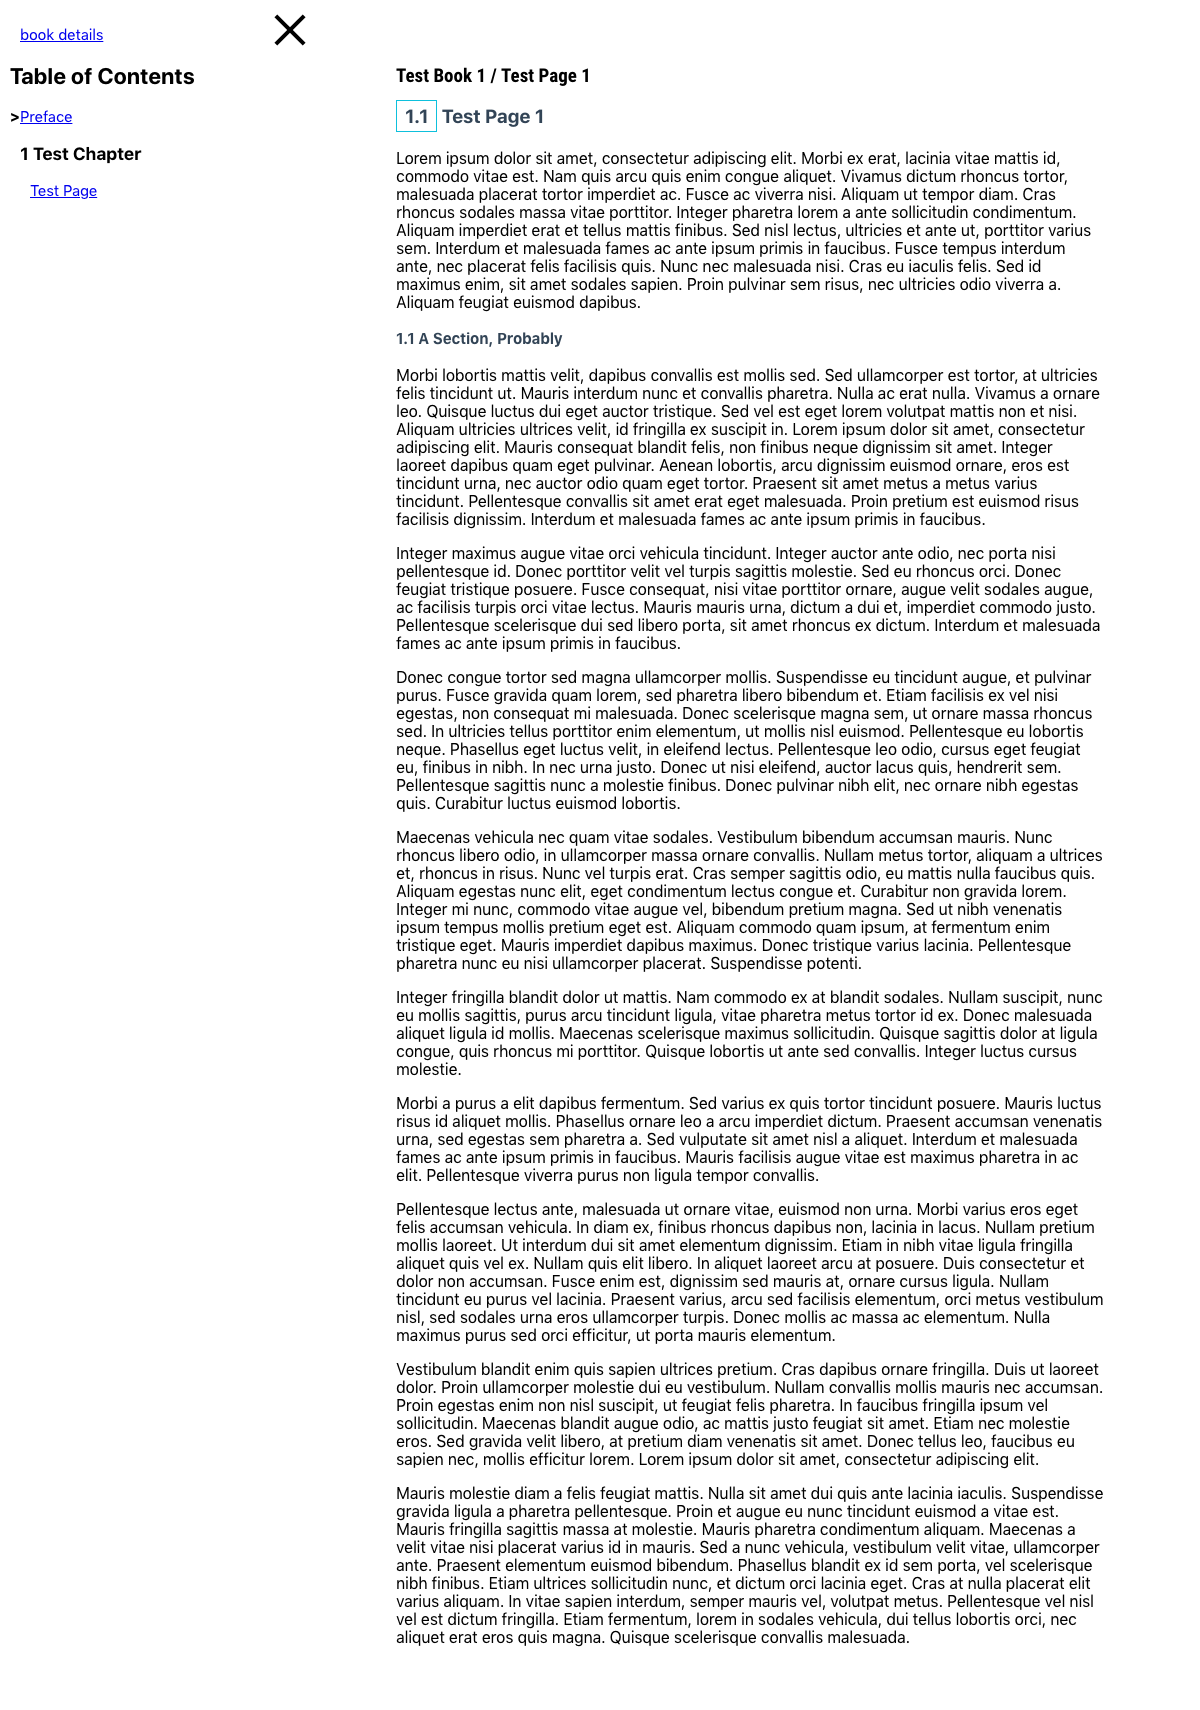 book details
Table of Contents
>Preface
1 Test Chapter
Test Page
Test Book 1 / Test Page 1
1.1 Test Page 1
Lorem ipsum dolor sit amet, consectetur adipiscing elit. Morbi ex erat, lacinia vitae mattis id,
commodo vitae est. Nam quis arcu quis enim congue aliquet. Vivamus dictum rhoncus tortor,
malesuada placerat tortor imperdiet ac. Fusce ac viverra nisi. Aliquam ut tempor diam. Cras
rhoncus sodales massa vitae porttitor. Integer pharetra lorem a ante sollicitudin condimentum.
Aliquam imperdiet erat et tellus mattis finibus. Sed nisl lectus, ultricies et ante ut, porttitor varius
sem. Interdum et malesuada fames ac ante ipsum primis in faucibus. Fusce tempus interdum
ante, nec placerat felis facilisis quis. Nunc nec malesuada nisi. Cras eu iaculis felis. Sed id
maximus enim, sit amet sodales sapien. Proin pulvinar sem risus, nec ultricies odio viverra a.
Aliquam feugiat euismod dapibus.
1.1 A Section, Probably
Morbi lobortis mattis velit, dapibus convallis est mollis sed. Sed ullamcorper est tortor, at ultricies
felis tincidunt ut. Mauris interdum nunc et convallis pharetra. Nulla ac erat nulla. Vivamus a ornare
leo. Quisque luctus dui eget auctor tristique. Sed vel est eget lorem volutpat mattis non et nisi.
Aliquam ultricies ultrices velit, id fringilla ex suscipit in. Lorem ipsum dolor sit amet, consectetur
adipiscing elit. Mauris consequat blandit felis, non finibus neque dignissim sit amet. Integer
laoreet dapibus quam eget pulvinar. Aenean lobortis, arcu dignissim euismod ornare, eros est
tincidunt urna, nec auctor odio quam eget tortor. Praesent sit amet metus a metus varius
tincidunt. Pellentesque convallis sit amet erat eget malesuada. Proin pretium est euismod risus
facilisis dignissim. Interdum et malesuada fames ac ante ipsum primis in faucibus.
Integer maximus augue vitae orci vehicula tincidunt. Integer auctor ante odio, nec porta nisi
pellentesque id. Donec porttitor velit vel turpis sagittis molestie. Sed eu rhoncus orci. Donec
feugiat tristique posuere. Fusce consequat, nisi vitae porttitor ornare, augue velit sodales augue,
ac facilisis turpis orci vitae lectus. Mauris mauris urna, dictum a dui et, imperdiet commodo justo.
Pellentesque scelerisque dui sed libero porta, sit amet rhoncus ex dictum. Interdum et malesuada
fames ac ante ipsum primis in faucibus.
Donec congue tortor sed magna ullamcorper mollis. Suspendisse eu tincidunt augue, et pulvinar
purus. Fusce gravida quam lorem, sed pharetra libero bibendum et. Etiam facilisis ex vel nisi
egestas, non consequat mi malesuada. Donec scelerisque magna sem, ut ornare massa rhoncus
sed. In ultricies tellus porttitor enim elementum, ut mollis nisl euismod. Pellentesque eu lobortis
neque. Phasellus eget luctus velit, in eleifend lectus. Pellentesque leo odio, cursus eget feugiat
eu, finibus in nibh. In nec urna justo. Donec ut nisi eleifend, auctor lacus quis, hendrerit sem.
Pellentesque sagittis nunc a molestie finibus. Donec pulvinar nibh elit, nec ornare nibh egestas
quis. Curabitur luctus euismod lobortis.
Maecenas vehicula nec quam vitae sodales. Vestibulum bibendum accumsan mauris. Nunc
rhoncus libero odio, in ullamcorper massa ornare convallis. Nullam metus tortor, aliquam a ultrices
et, rhoncus in risus. Nunc vel turpis erat. Cras semper sagittis odio, eu mattis nulla faucibus quis.
Aliquam egestas nunc elit, eget condimentum lectus congue et. Curabitur non gravida lorem.
Integer mi nunc, commodo vitae augue vel, bibendum pretium magna. Sed ut nibh venenatis
ipsum tempus mollis pretium eget est. Aliquam commodo quam ipsum, at fermentum enim
tristique eget. Mauris imperdiet dapibus maximus. Donec tristique varius lacinia. Pellentesque
pharetra nunc eu nisi ullamcorper placerat. Suspendisse potenti.
Integer fringilla blandit dolor ut mattis. Nam commodo ex at blandit sodales. Nullam suscipit, nunc
eu mollis sagittis, purus arcu tincidunt ligula, vitae pharetra metus tortor id ex. Donec malesuada
aliquet ligula id mollis. Maecenas scelerisque maximus sollicitudin. Quisque sagittis dolor at ligula
congue, quis rhoncus mi porttitor. Quisque lobortis ut ante sed convallis. Integer luctus cursus
molestie.
Morbi a purus a elit dapibus fermentum. Sed varius ex quis tortor tincidunt posuere. Mauris luctus
risus id aliquet mollis. Phasellus ornare leo a arcu imperdiet dictum. Praesent accumsan venenatis
urna, sed egestas sem pharetra a. Sed vulputate sit amet nisl a aliquet. Interdum et malesuada
fames ac ante ipsum primis in faucibus. Mauris facilisis augue vitae est maximus pharetra in ac
elit. Pellentesque viverra purus non ligula tempor convallis.
Pellentesque lectus ante, malesuada ut ornare vitae, euismod non urna. Morbi varius eros eget
felis accumsan vehicula. In diam ex, finibus rhoncus dapibus non, lacinia in lacus. Nullam pretium
mollis laoreet. Ut interdum dui sit amet elementum dignissim. Etiam in nibh vitae ligula fringilla
aliquet quis vel ex. Nullam quis elit libero. In aliquet laoreet arcu at posuere. Duis consectetur et
dolor non accumsan. Fusce enim est, dignissim sed mauris at, ornare cursus ligula. Nullam
tincidunt eu purus vel lacinia. Praesent varius, arcu sed facilisis elementum, orci metus vestibulum
nisl, sed sodales urna eros ullamcorper turpis. Donec mollis ac massa ac elementum. Nulla
maximus purus sed orci efficitur, ut porta mauris elementum.
Vestibulum blandit enim quis sapien ultrices pretium. Cras dapibus ornare fringilla. Duis ut laoreet
dolor. Proin ullamcorper molestie dui eu vestibulum. Nullam convallis mollis mauris nec accumsan.
Proin egestas enim non nisl suscipit, ut feugiat felis pharetra. In faucibus fringilla ipsum vel
sollicitudin. Maecenas blandit augue odio, ac mattis justo feugiat sit amet. Etiam nec molestie
eros. Sed gravida velit libero, at pretium diam venenatis sit amet. Donec tellus leo, faucibus eu
sapien nec, mollis efficitur lorem. Lorem ipsum dolor sit amet, consectetur adipiscing elit.
Mauris molestie diam a felis feugiat mattis. Nulla sit amet dui quis ante lacinia iaculis. Suspendisse
gravida ligula a pharetra pellentesque. Proin et augue eu nunc tincidunt euismod a vitae est.
Mauris fringilla sagittis massa at molestie. Mauris pharetra condimentum aliquam. Maecenas a
velit vitae nisi placerat varius id in mauris. Sed a nunc vehicula, vestibulum velit vitae, ullamcorper
ante. Praesent elementum euismod bibendum. Phasellus blandit ex id sem porta, vel scelerisque
nibh finibus. Etiam ultrices sollicitudin nunc, et dictum orci lacinia eget. Cras at nulla placerat elit
varius aliquam. In vitae sapien interdum, semper mauris vel, volutpat metus. Pellentesque vel nisl
vel est dictum fringilla. Etiam fermentum, lorem in sodales vehicula, dui tellus lobortis orci, nec
aliquet erat eros quis magna. Quisque scelerisque convallis malesuada.